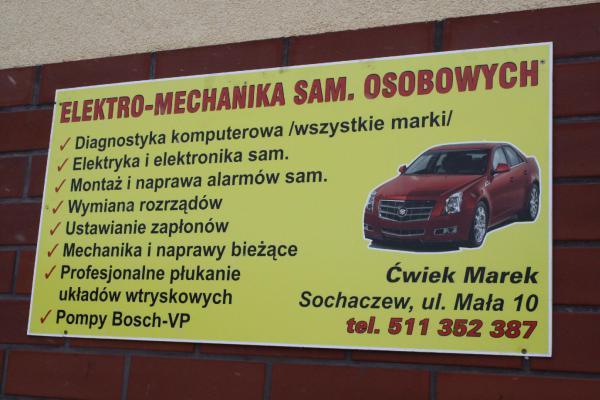 ELEKTRO-MECHANIKA SAM. OSOBOWYCH
✓ Diagnostyka komputerowa /wszystkie marki/
✓ Elektryka i elektronika sam.
✓ Montaż i naprawa alarmów sam.
✓ Wymiana rozrządów
✓ Ustawianie zapłonów
✓ Mechanika i naprawy bieżące
✓ Profesjonalne płukanie
układów wtryskowych
✓ Pompy Bosch-VP
Ćwiek Marek
Sochaczew, ul. Mała 10
tel. 511 352 387